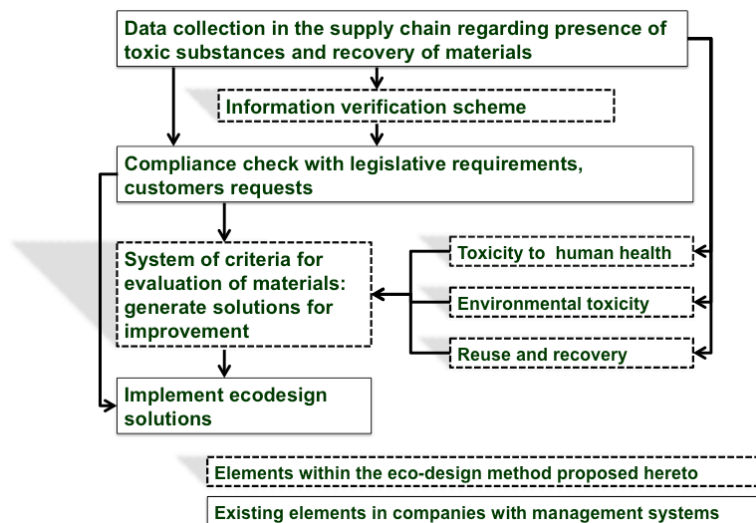 Data collection in the supply chain regarding presence of
toxic substances and recovery of materials
Information verification scheme
Compliance check with legislative requirements,
customers requests
System of criteria for
evaluation of materials:
generate solutions for
improvement
Toxicity to human health
Environmental toxicity
Reuse and recovery
Implement ecodesign
solutions
Elements within the eco-design method proposed hereto
Existing elements in companies with management systems